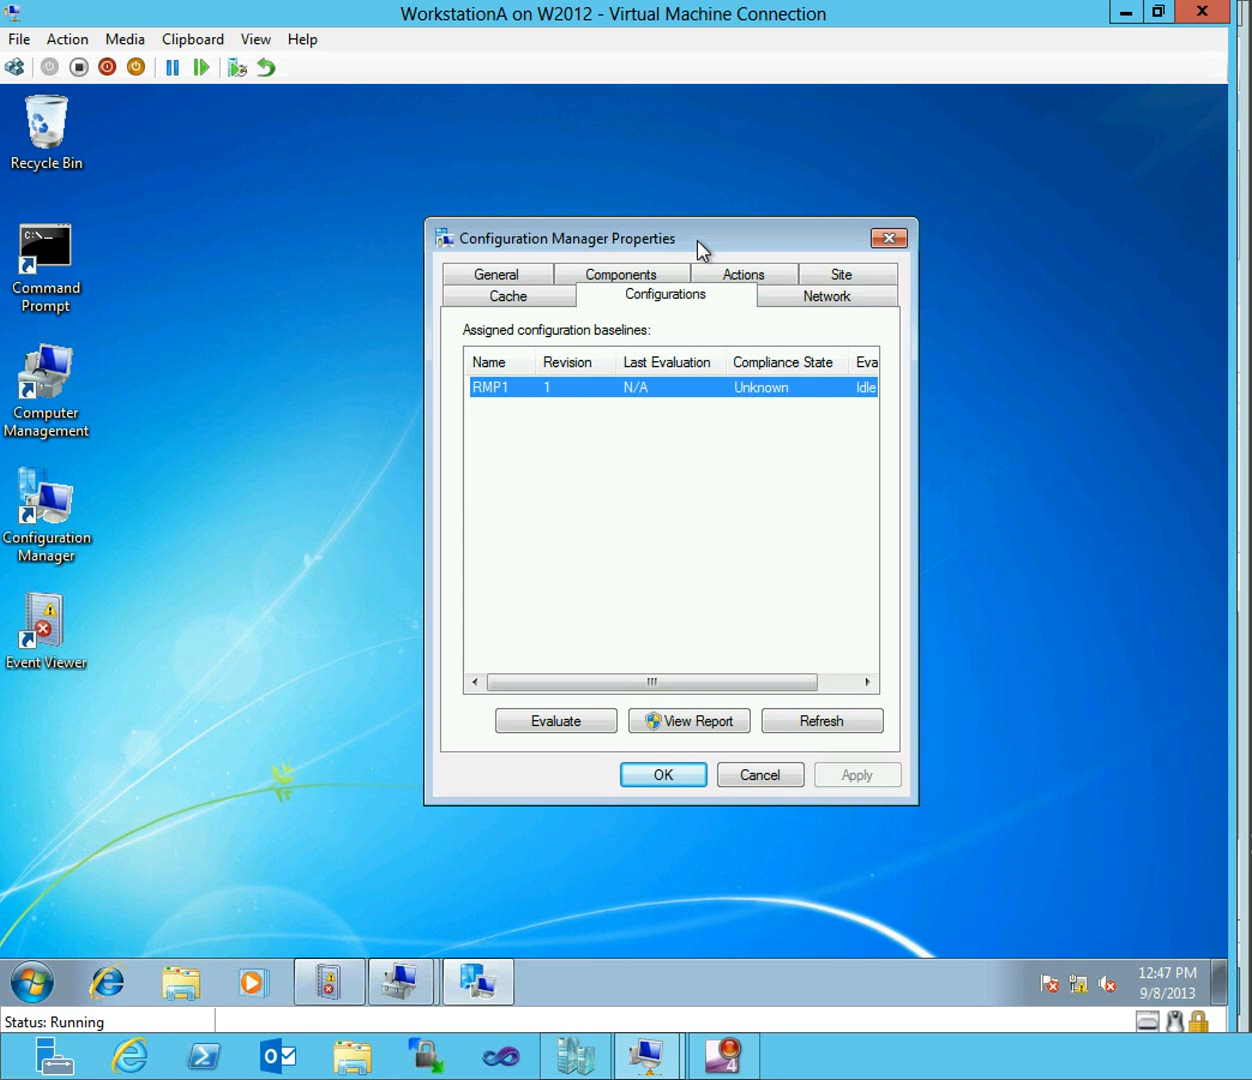 WorkstationA on W2012 - Virtual Machine Connection
File Action Media Clipboard View Help
Recycle Bin
C:\_
Command
Prompt
Computer
Management
Configuration
Manager
Event Viewer
Configuration Manager Properties
General Components Actions Site
Cache Configurations Network
Assigned configuration baselines:
Name Revision Last Evaluation Compliance State Eva
RMP1 1 N/A Unknown Idle
Evaluate View Report Refresh
OK Cancel Apply
12:47 PM
9/8/2013
Status: Running
4